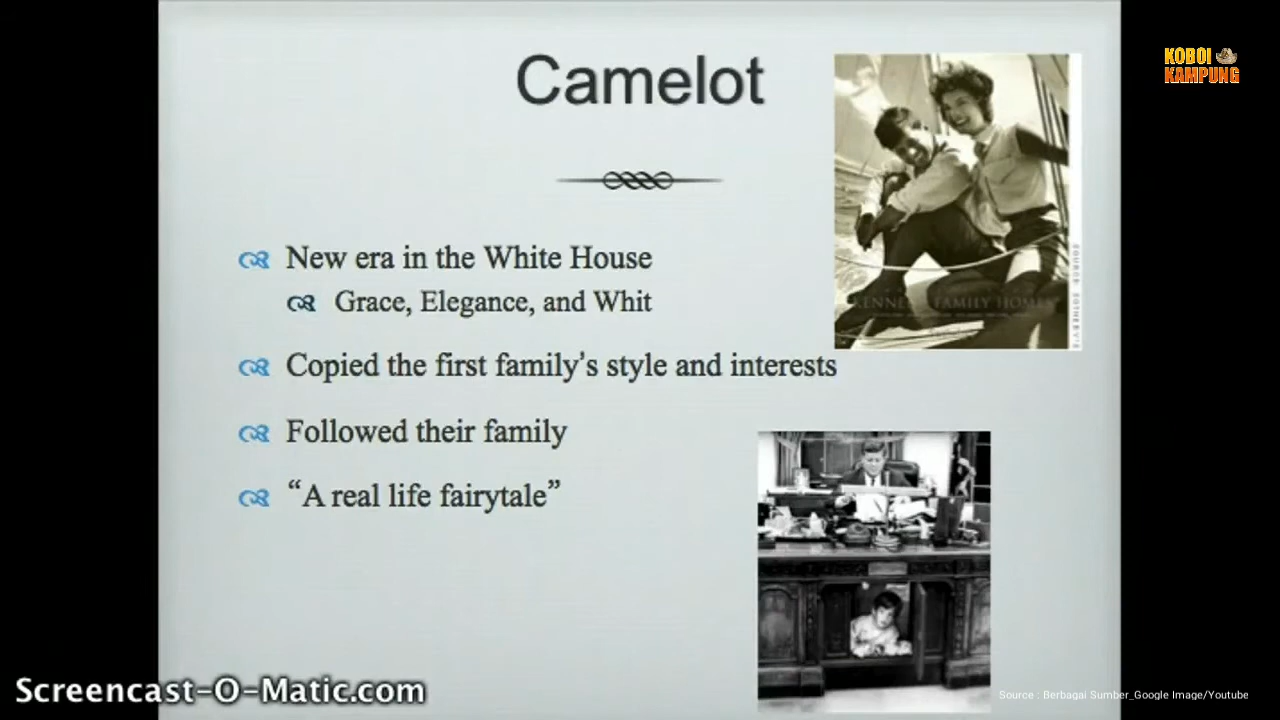 Camelot
KOBOI
KAMPUNG
New era in the White House
Grace, Elegance, and Whit
KENNEDY FAMILY HOMES
Copied the first family's style and interests
Followed their family
“A real life fairytale”
Screencast-O-Matic.com
Source : Berbagai Sumber_Google Image/Youtube